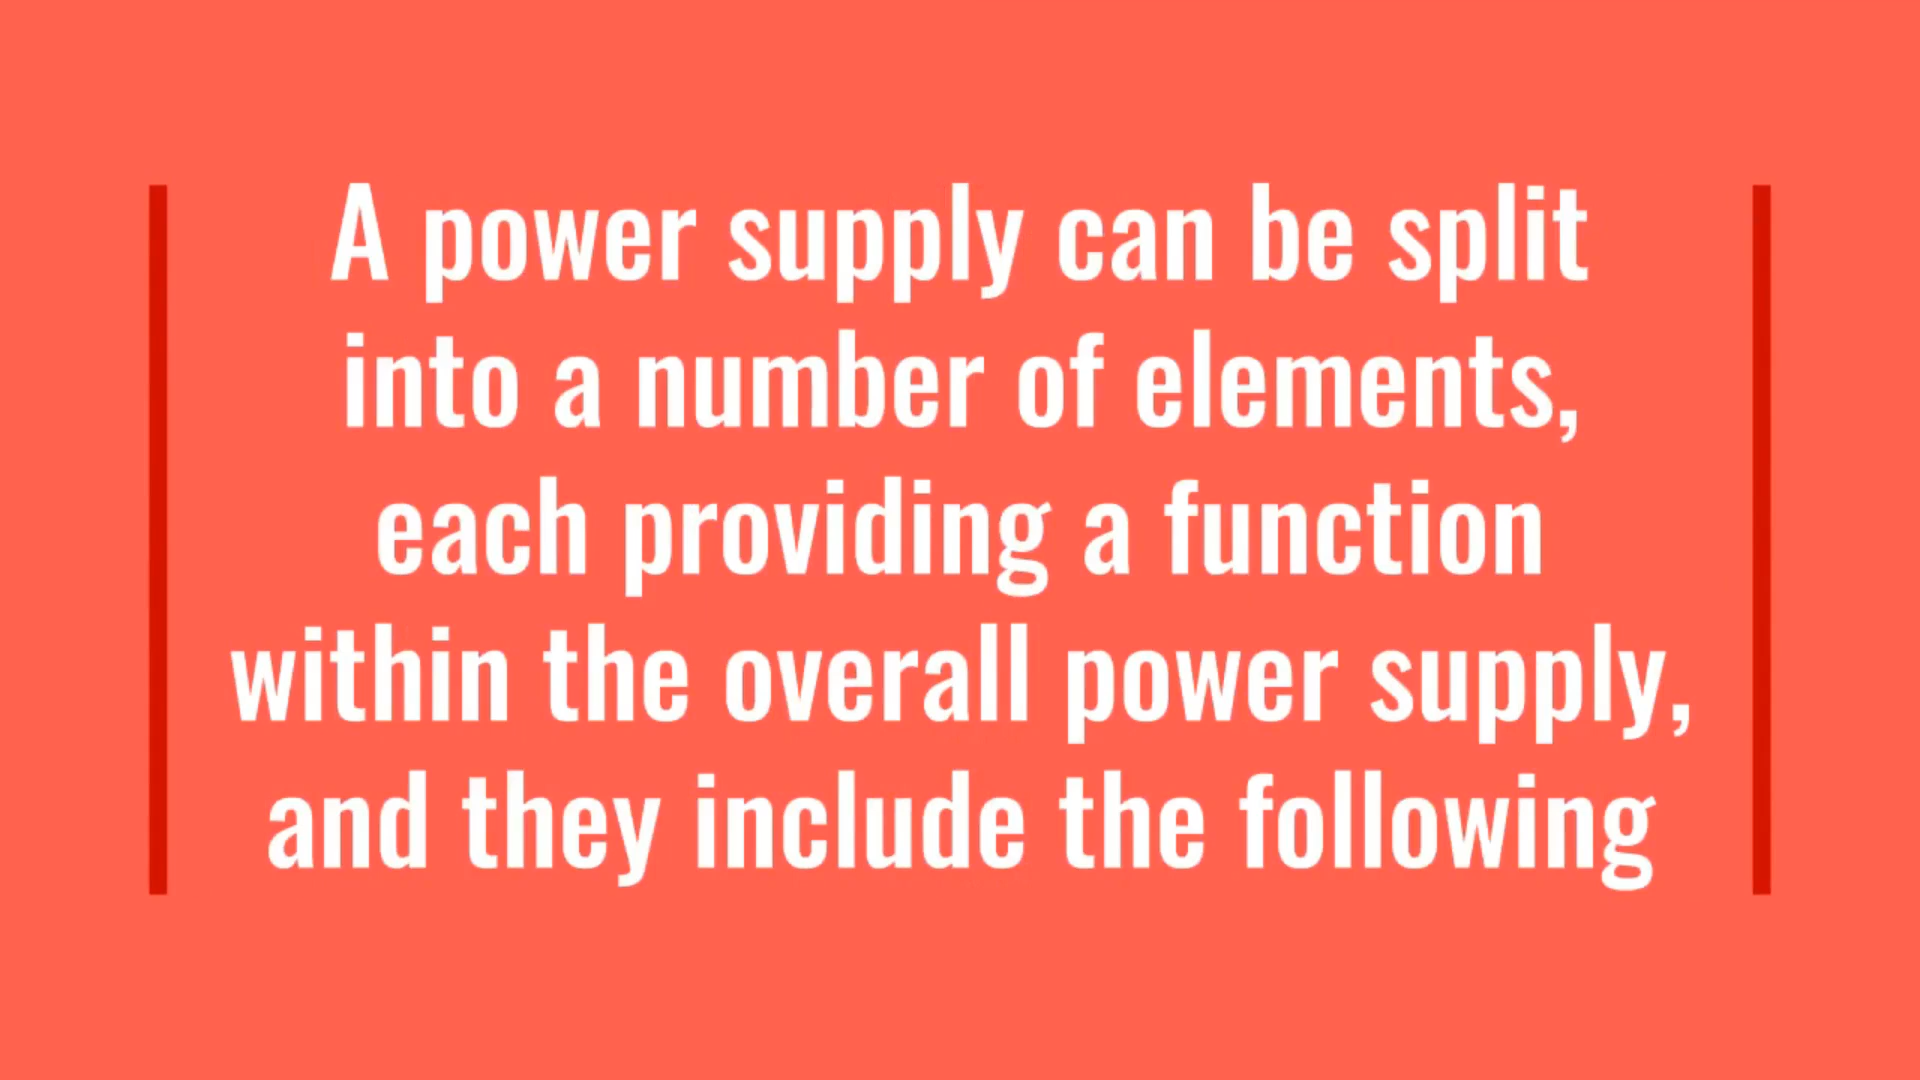 A power supply can be split
into a number of elements,
each providing a function
within the overall power supply,
and they include the following